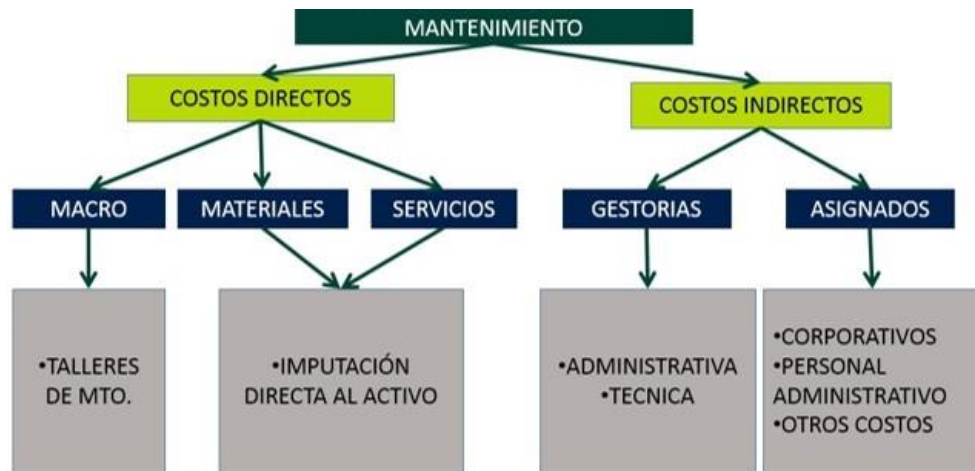 MANTENIMIENTO
COSTOS DIRECTOS
COSTOS INDIRECTOS
MACRO
MATERIALES
SERVICIOS
GESTORIAS
ASIGNADOS
•TALLERES
DE MTO.
•IMPUTACIÓN
DIRECTA AL ACTIVO
•ADMINISTRATIVA
•TECNICA
•CORPORATIVOS
•PERSONAL
ADMINISTRATIVO
•OTROS COSTOS